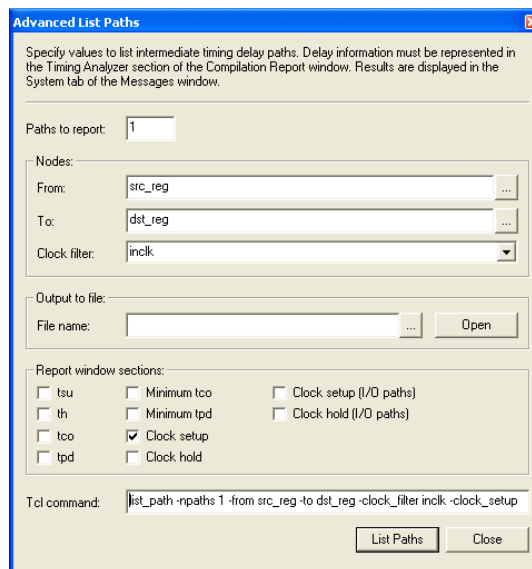 Advanced List Paths
Specify values to list intermediate timing delay paths. Delay information must be represented in
the Timing Analyzer section of the Compilation Report window. Results are displayed in the
System tab of the Messages window.
Paths to report: 1
Nodes:
From: src_reg ...
To: dst_reg ...
Clock filter: inclk
Output to file:
File name: ... Open
Report window sections:
tsu Minimum tco Clock setup (I/O paths)
th Minimum tpd Clock hold (I/O paths)
tco Clock setup
tpd Clock hold
Tcl command: list_path -npaths 1 -from src_reg -to dst_reg -clock_filter inclk -clock_setup
List Paths Close